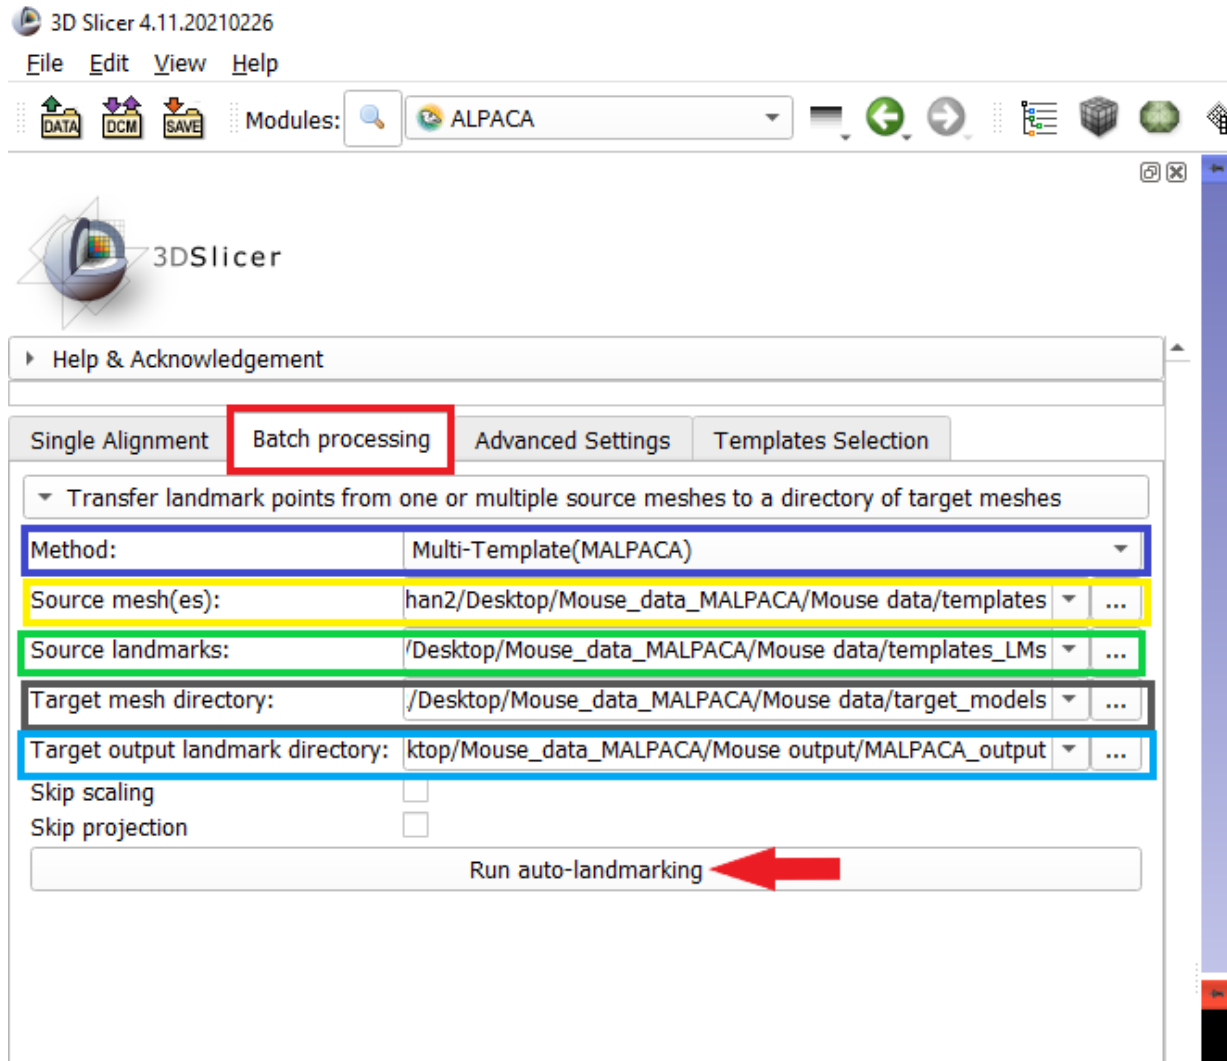 3D Slicer 4.11.20210226
File Edit View Help
DATA DCM SAVE Modules: ALPACA
3DSlicer
Help & Acknowledgement
Single Alignment Batch processing Advanced Settings Templates Selection
Transfer landmark points from one or multiple source meshes to a directory of target meshes
Method: Multi-Template(MALPACA)
Source mesh(es): han2/Desktop/Mouse_data_MALPACA/Mouse data/templates ...
Source landmarks: /Desktop/Mouse_data_MALPACA/Mouse data/templates_LMs ...
Target mesh directory: ./Desktop/Mouse_data_MALPACA/Mouse data/target_models ...
Target output landmark directory: ktop/Mouse_data_MALPACA/Mouse output/MALPACA_output ...
Skip scaling
Skip projection
Run auto-landmarking